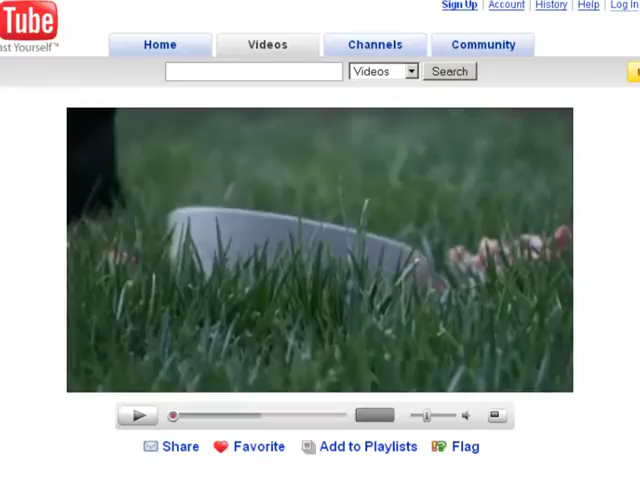 Sign Up | Account | History | Help | Log In
Tube
ast Yourself™
Home Videos Channels Community
Videos Search
Share Favorite Add to Playlists Flag